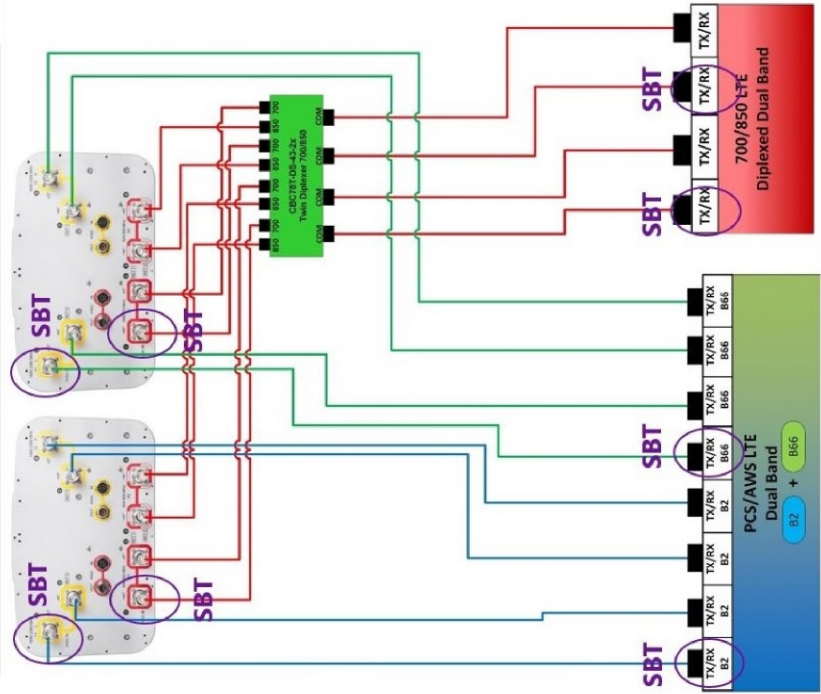 TX/RX
TX/RX
TX/RX
TX/RX
SBT
SBT
700/850 LTE
Diplexed Dual Band
700
850
700
850
700
850
700
850
CBC78T-DS-43-2x
Twin Diplexer 700/850
COM
COM
COM
COM
SBT
SBT
SBT
SBT
TX/RX
B66
TX/RX
B66
TX/RX
B66
TX/RX
B66
TX/RX
B2
TX/RX
B2
TX/RX
B2
TX/RX
B2
SBT
SBT
PCS/AWS LTE
Dual Band
B2 + B66